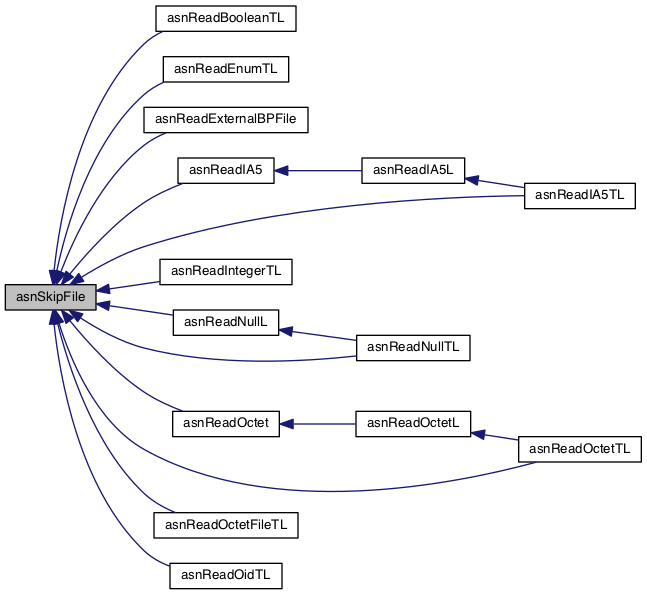 asnReadBooleanTL
asnReadEnumTL
asnReadExternalBPFile
asnReadIA5
asnReadIA5L
asnReadIA5TL
asnReadIntegerTL
asnSkipFile
asnReadNullL
asnReadNullTL
asnReadOctet
asnReadOctetL
asnReadOctetTL
asnReadOctetFileTL
asnReadOidTL